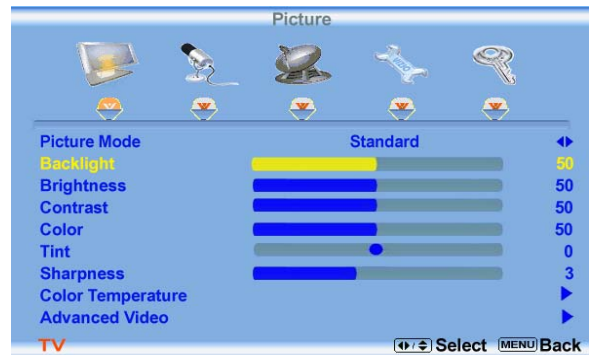 Picture
Picture Mode Standard
Backlight 50
Brightness 50
Contrast 50
Color 50
Tint 0
Sharpness 3
Color Temperature
Advanced Video
TV Select MENU Back